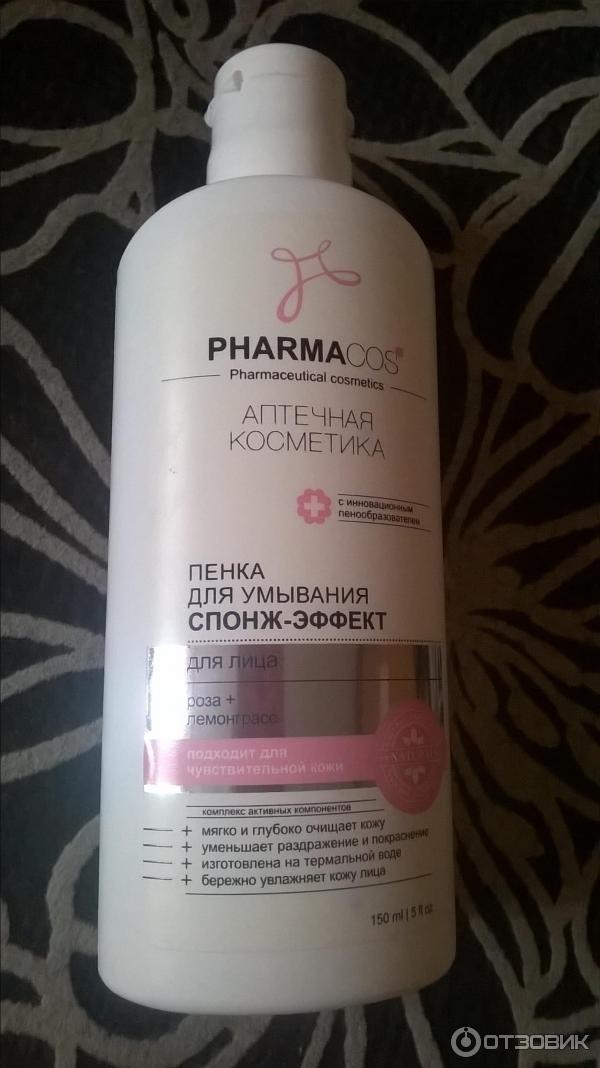 PHARMACOS
Pharmaceutical cosmetics
АПТЕЧНАЯ
КОСМЕТИКА
с инновационным
пенообразователем
ПЕНКА
ДЛЯ УМЫВАНИЯ
СПОНЖ-ЭФФЕКТ
для лица
роза +
лемонграсс
подходит для
чувствительной кожи
NATURAL
комплекс активных компонентов
+ мягко и глубоко очищает кожу
+ уменьшает раздражение и покраснение
+ изготовлена на термальной воде
+ бережно увлажняет кожу лица
150 ml | 5 fl oz
ОТЗОВИК